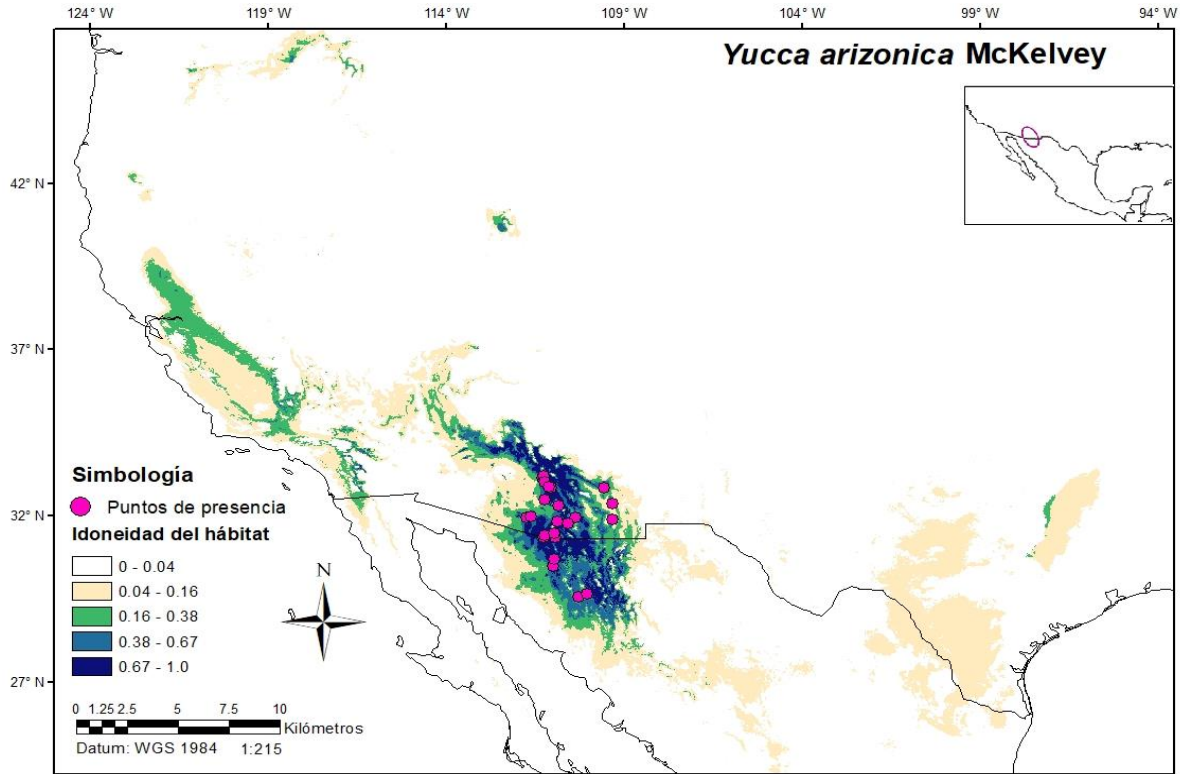 124° W 119° W 114° W 109° W 104° W 99° W 94° W
Yucca arizonica McKelvey
42° N
37° N
32° N
27° N
Simbología
Puntos de presencia
Idoneidad del hábitat
0 - 0.04
0.04 - 0.16
0.16 - 0.38
0.38 - 0.67
0.67 - 1.0
N
0 1.25 2.5 5 7.5 10
Kilómetros
Datum: WGS 1984 1:215